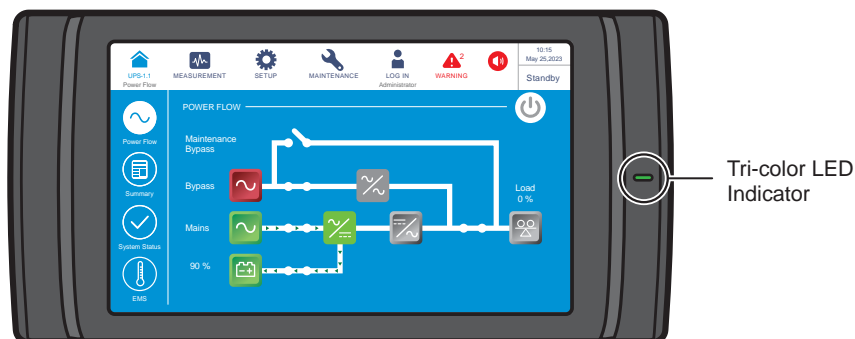 UPS-1.1
Power Flow
MEASUREMENT
SETUP
MAINTENANCE
LOG IN
Administrator
2
WARNING
10:15
May 25,2023
Standby
POWER FLOW
Power Flow
Summary
System Status
EMS
Maintenance
Bypass
Bypass
Mains
90 %
Load
0 %
Tri-color LED
Indicator